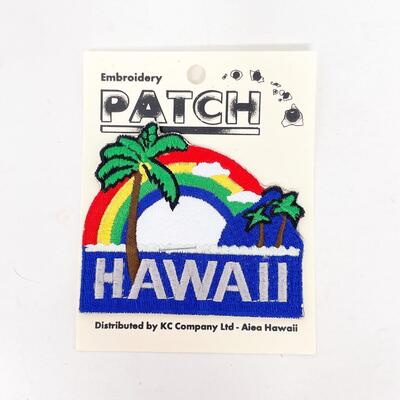 Embroidery
PATCH
HAWAII
Distributed by KC Company Ltd - Aiea Hawaii